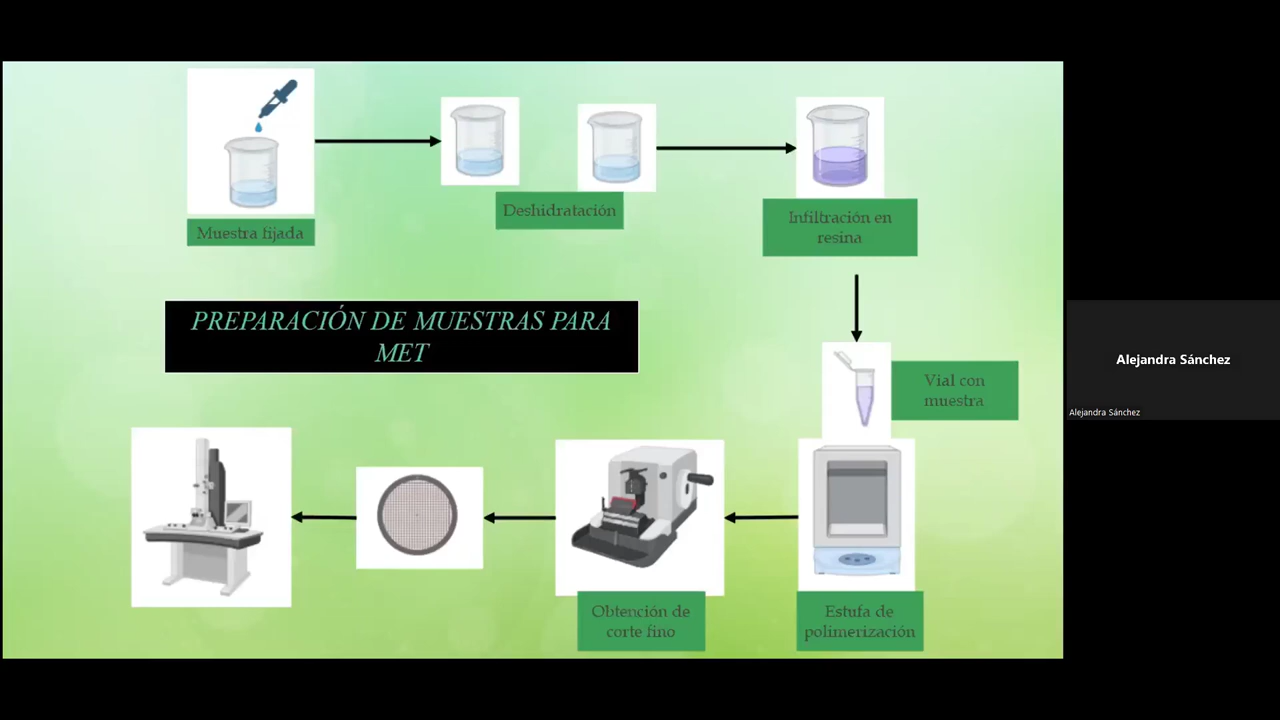 Muestra fijada
Deshidratación
Infiltración en
resina
PREPARACIÓN DE MUESTRAS PARA
MET
Vial con
muestra
Obtención de
corte fino
Estufa de
polimerización
Alejandra Sánchez
Alejandra Sánchez